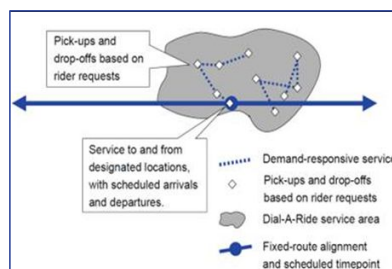 Pick-ups and
drop-offs based on
rider requests
Service to and from
designated locations,
with scheduled arrivals
and departures.
Demand-responsive service
Pick-ups and drop-offs
based on rider requests
Dial-A-Ride service area
Fixed-route alignment
and scheduled timepoint